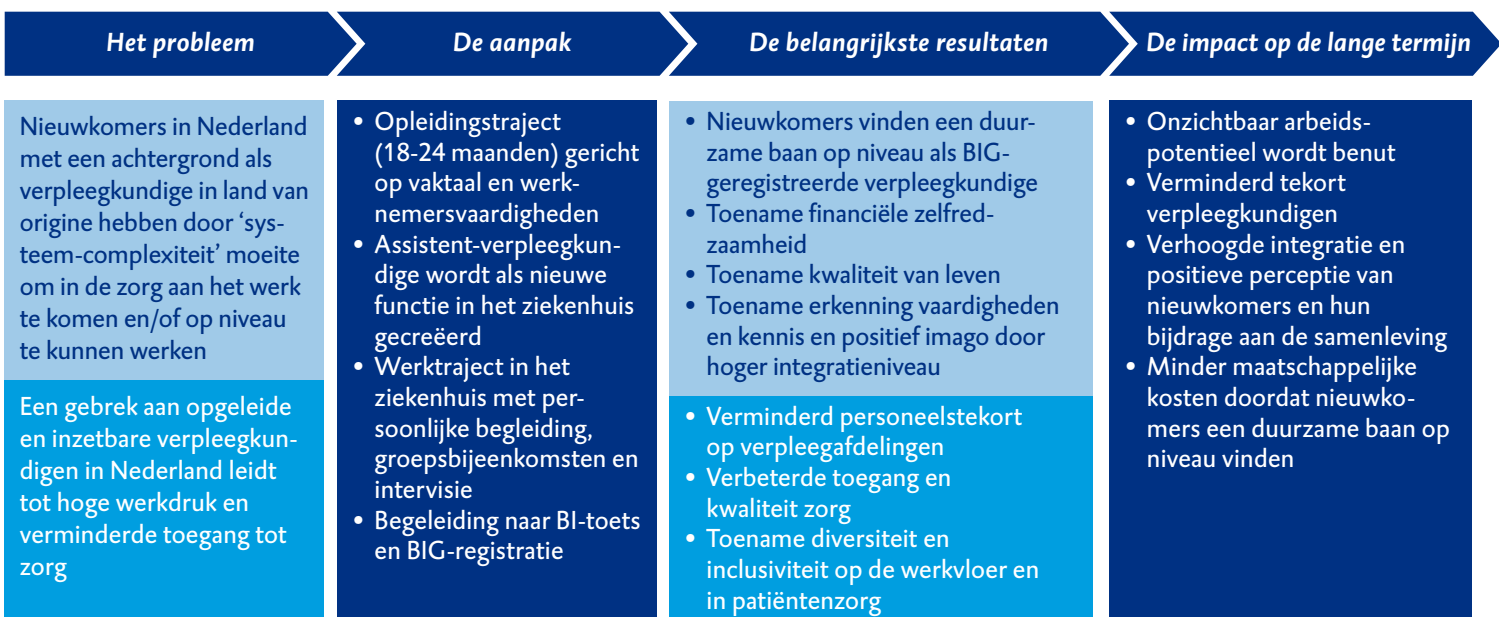 Het probleem
De aanpak
De belangrijkste resultaten
De impact op de lange termijn
Nieuwkomers in Nederland
met een achtergrond als
verpleegkundige in land van
origine hebben door ‘sys-
teem-complexiteit’ moeite
om in de zorg aan het werk
te komen en/of op niveau
te kunnen werken
Een gebrek aan opgeleide
en inzetbare verpleegkun-
digen in Nederland leidt
tot hoge werkdruk en
verminderde toegang tot
zorg
• Opleidingstraject
(18-24 maanden) gericht
op vaktaal en werk-
nemersvaardigheden
• Assistent-verpleegkun-
dige wordt als nieuwe
functie in het ziekenhuis
gecreëerd
• Werktraject in het
ziekenhuis met per-
soonlijke begleiding,
groepsbijeenkomsten en
intervisie
• Begeleiding naar BI-toets
en BIG-registratie
• Nieuwkomers vinden een duur-
zame baan op niveau als BIG-
geregistreerde verpleegkundige
• Toename financiële zelfred-
zaamheid
• Toename kwaliteit van leven
• Toename erkenning vaardigheden
en kennis en positief imago door
hoger integratieniveau
• Verminderd personeelstekort
op verpleegafdelingen
• Verbeterde toegang en
kwaliteit zorg
• Toename diversiteit en
inclusiviteit op de werkvloer en
in patiëntenzorg
• Onzichtbaar arbeids-
potentieel wordt benut
• Verminderd tekort
verpleegkundigen
• Verhoogde integratie en
positieve perceptie van
nieuwkomers en hun
bijdrage aan de samenleving
• Minder maatschappelijke
kosten doordat nieuwko-
mers een duurzame baan op
niveau vinden